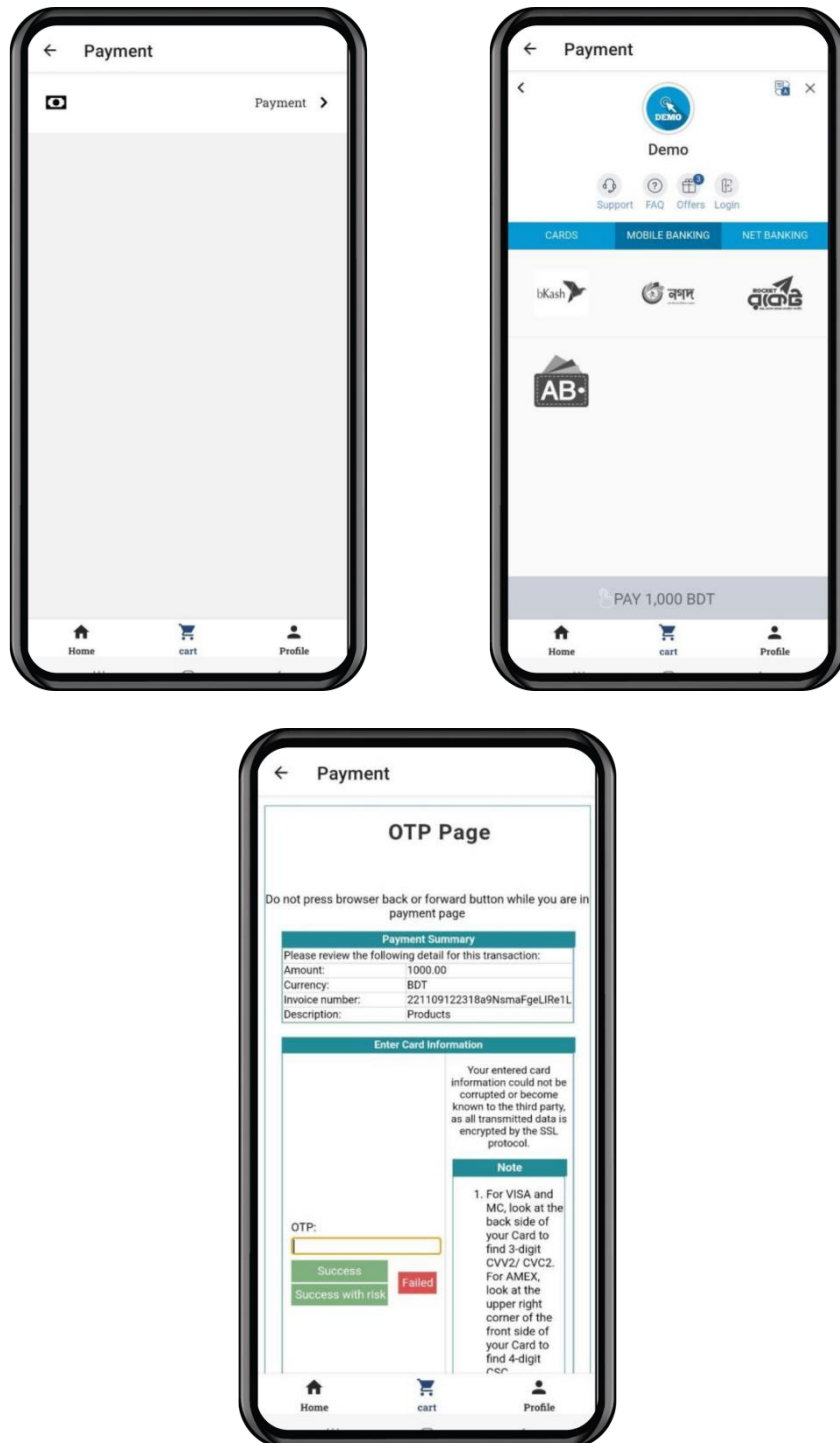 Payment
Payment
Home
cart
Profile
Payment
DEMO
Demo
3
Support
FAQ
Offers
Login
CARDS
MOBILE BANKING
NET BANKING
bKash
নগদ
ROCKET
রকেট
AB
PAY 1,000 BDT
Home
cart
Profile
Payment
OTP Page
Do not press browser back or forward button while you are in
payment page
Payment Summary
Please review the following detail for this transaction:
Amount: 1000.00
Currency: BDT
Invoice number: 221109122318a9NsmaFgeLIRe1L
Description: Products
Enter Card Information
OTP:
Success
Success with risk
Failed
Your entered card
information could not be
corrupted or become
known to the third party,
as all transmitted data is
encrypted by the SSL
protocol.
Note
1. For VISA and
MC, look at the
back side of
your Card to
find 3-digit
CVV2/ CVC2.
For AMEX,
look at the
upper right
corner of the
front side of
your Card to
find 4-digit
CSC
Home
cart
Profile